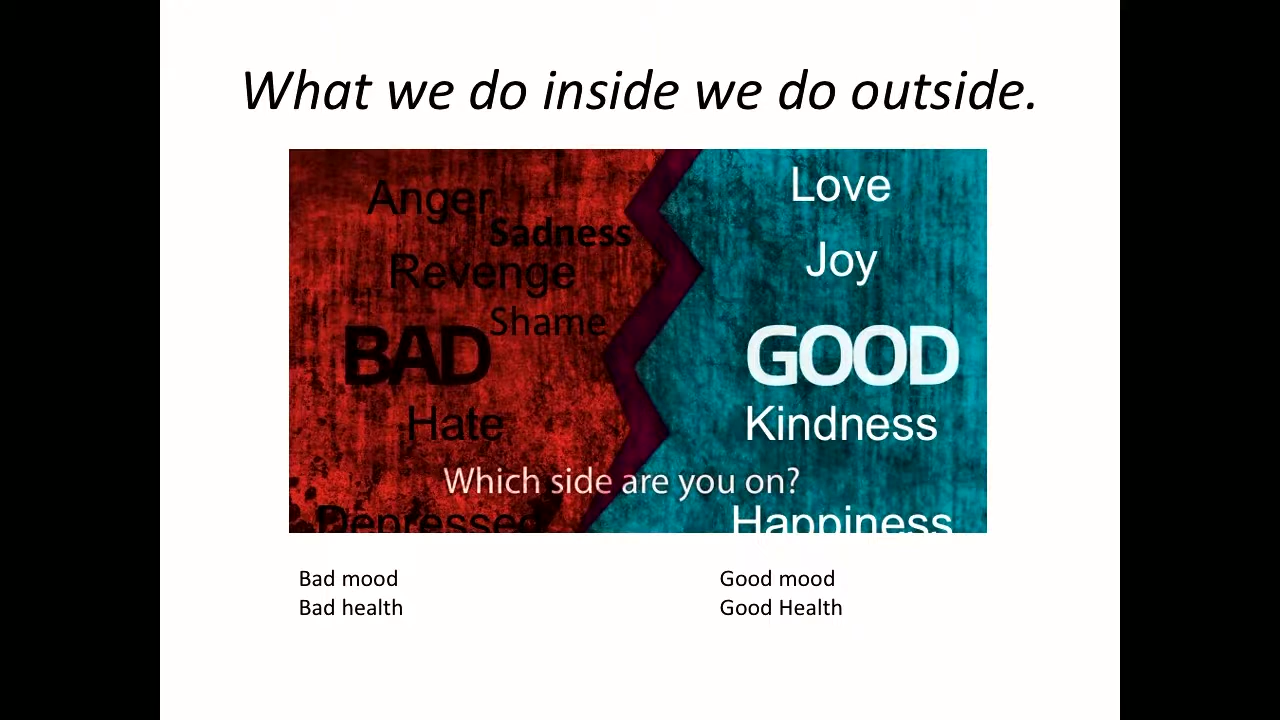 What we do inside we do outside.
Anger
Sadness
Revenge
Shame
BAD
Hate
Depressed
Love
Joy
GOOD
Kindness
Happiness
Which side are you on?
Bad mood
Bad health
Good mood
Good Health